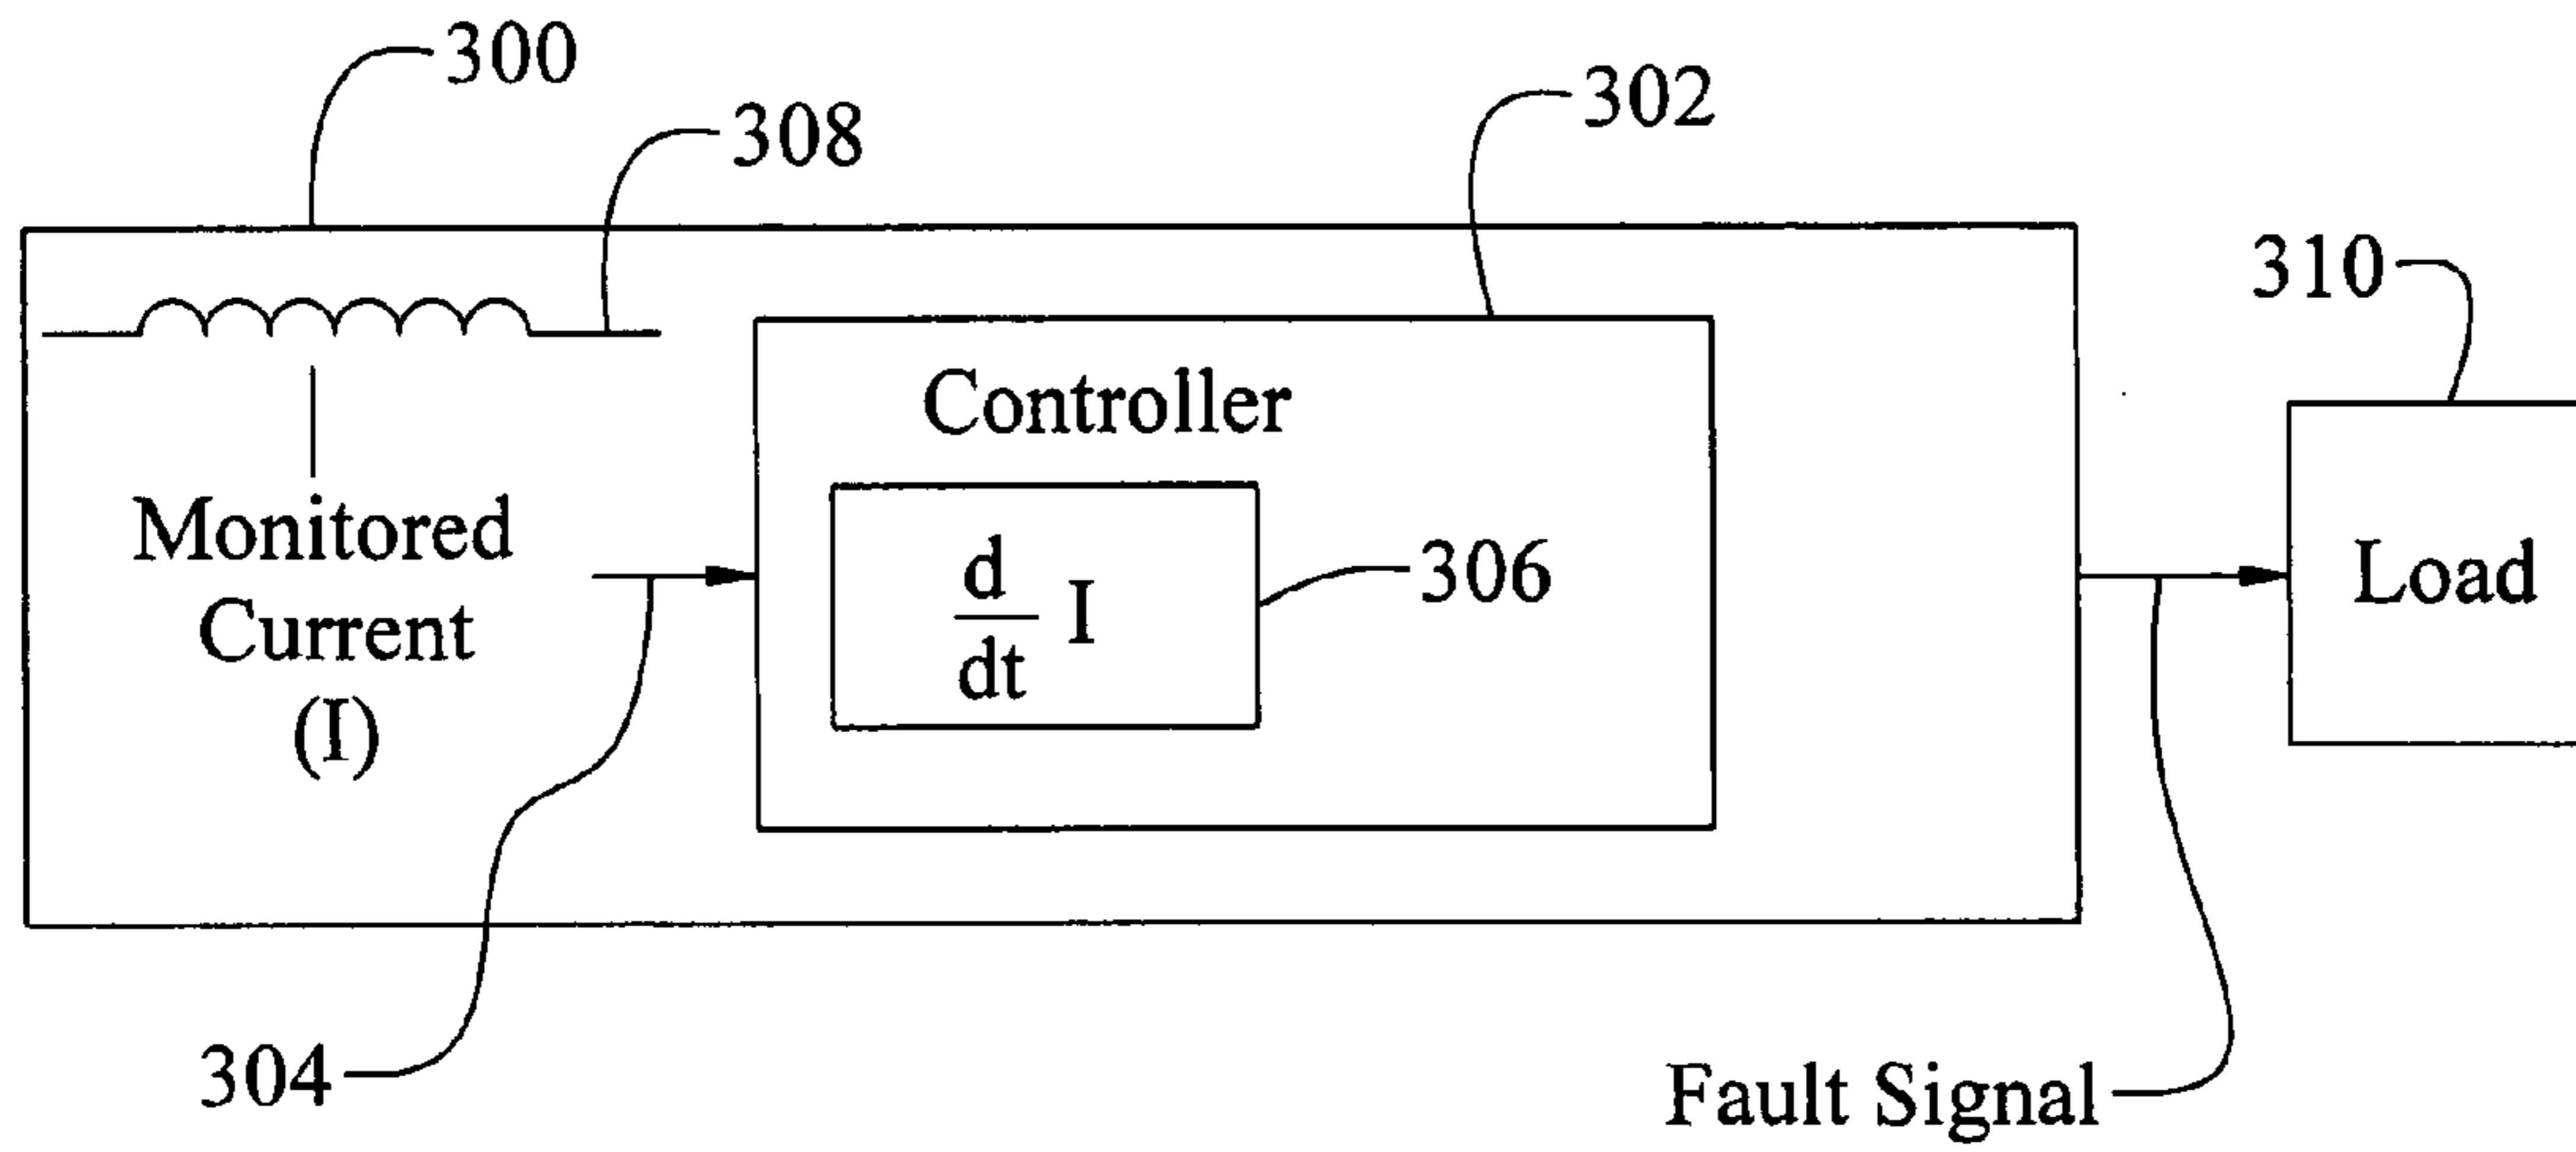 300
308
302
310
Controller
Monitored
Current
(I)
d
dt
I
306
Load
304
Fault Signal